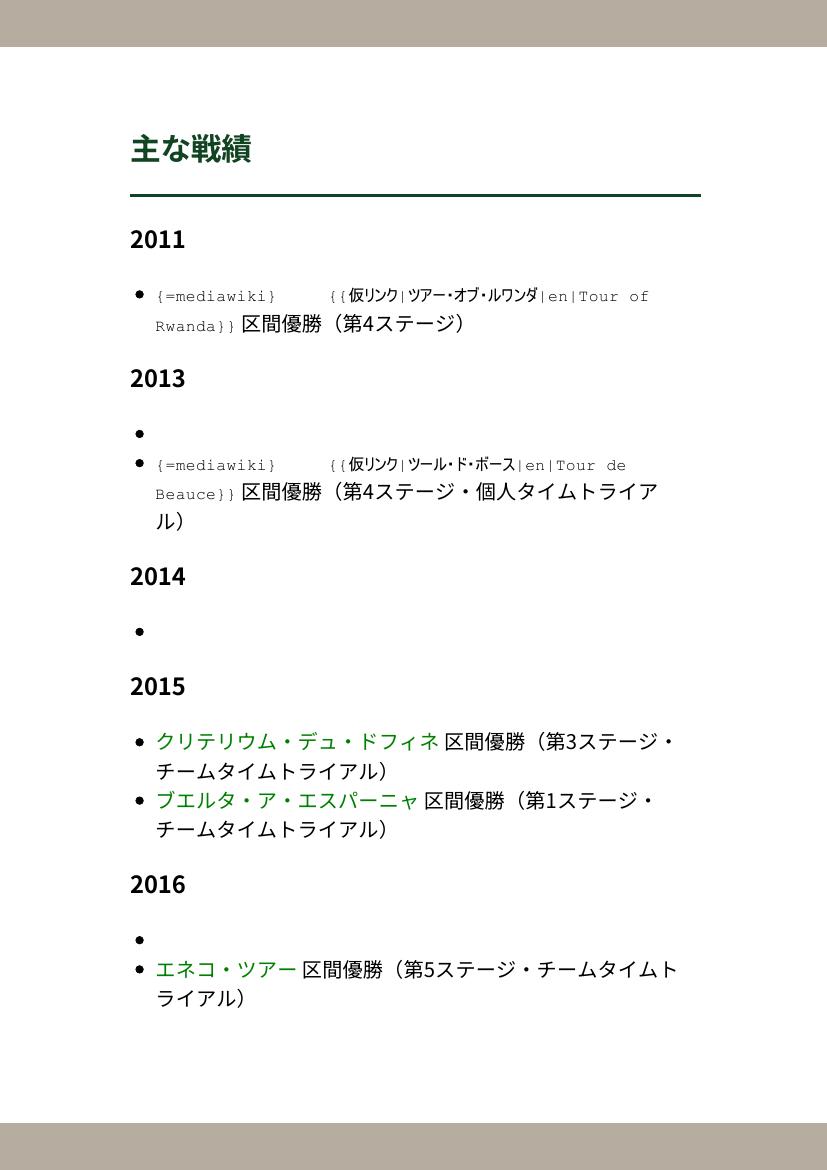 主な戦績
2011
• {=mediawiki} {{仮リンク|ツアー・オブ・ルワンダ|en|Tour of
Rwanda}} 区間優勝（第4ステージ）
2013
•
• {=mediawiki} {{仮リンク|ツール・ド・ボース|en|Tour de
Beauce}} 区間優勝（第4ステージ・個人タイムトライア
ル）
2014
•
2015
• クリテリウム・デュ・ドフィネ 区間優勝（第3ステージ・
チームタイムトライアル）
• ブエルタ・ア・エスパーニャ 区間優勝（第1ステージ・
チームタイムトライアル）
2016
•
• エネコ・ツアー 区間優勝（第5ステージ・チームタイムト
ライアル）